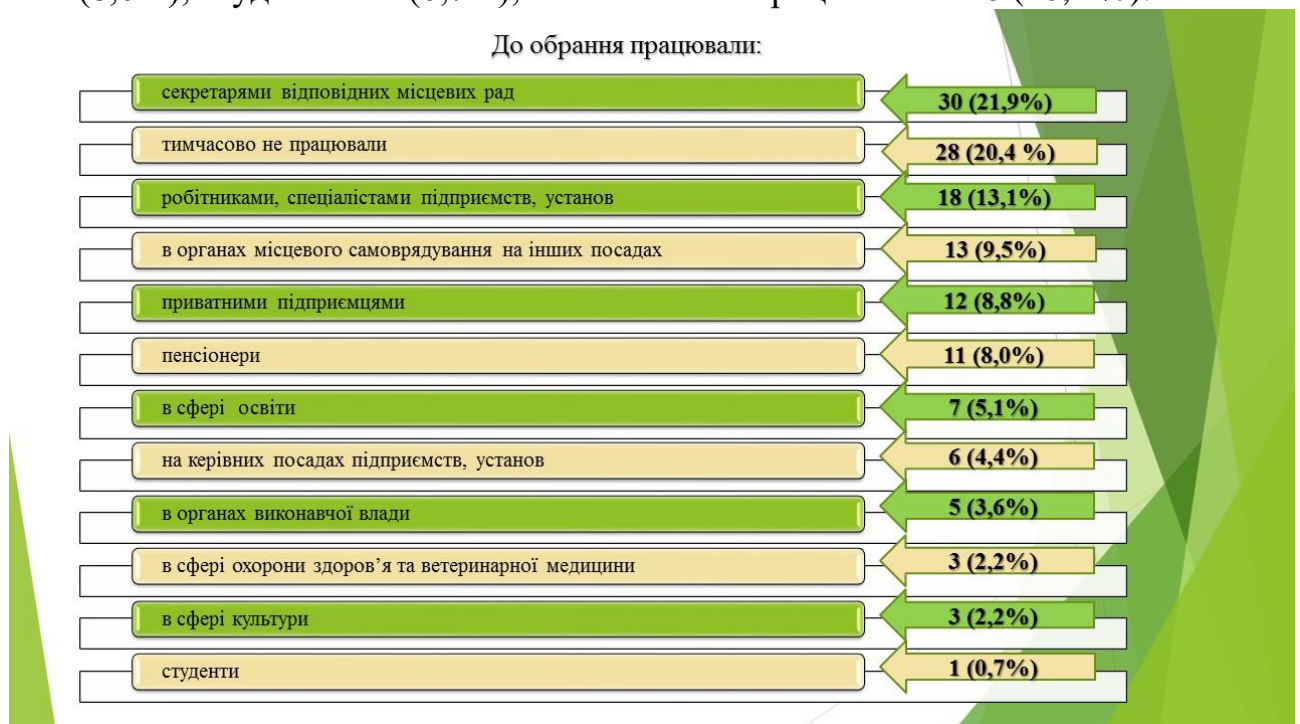 До обрання працювали:
секретарями відповідних місцевих рад 30 (21,9%)
тимчасово не працювали 28 (20,4 %)
робітниками, спеціалістами підприємств, установ 18 (13,1%)
в органах місцевого самоврядування на інших посадах 13 (9,5%)
приватними підприємцями 12 (8,8%)
пенсіонери 11 (8,0%)
в сфері освіти 7 (5,1%)
на керівних посадах підприємств, установ 6 (4,4%)
в органах виконавчої влади 5 (3,6%)
в сфері охорони здоров’я та ветеринарної медицини 3 (2,2%)
в сфері культури 3 (2,2%)
студенти 1 (0,7%)